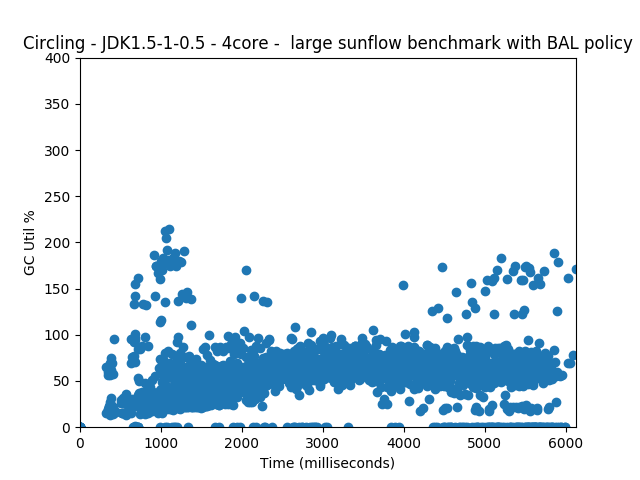 Circling - JDK1.5-1-0.5 - 4core -  large sunflow benchmark with BAL policy
400
350
300
250
200
150
100
50
0
GC Util %
0 1000 2000 3000 4000 5000 6000
Time (milliseconds)